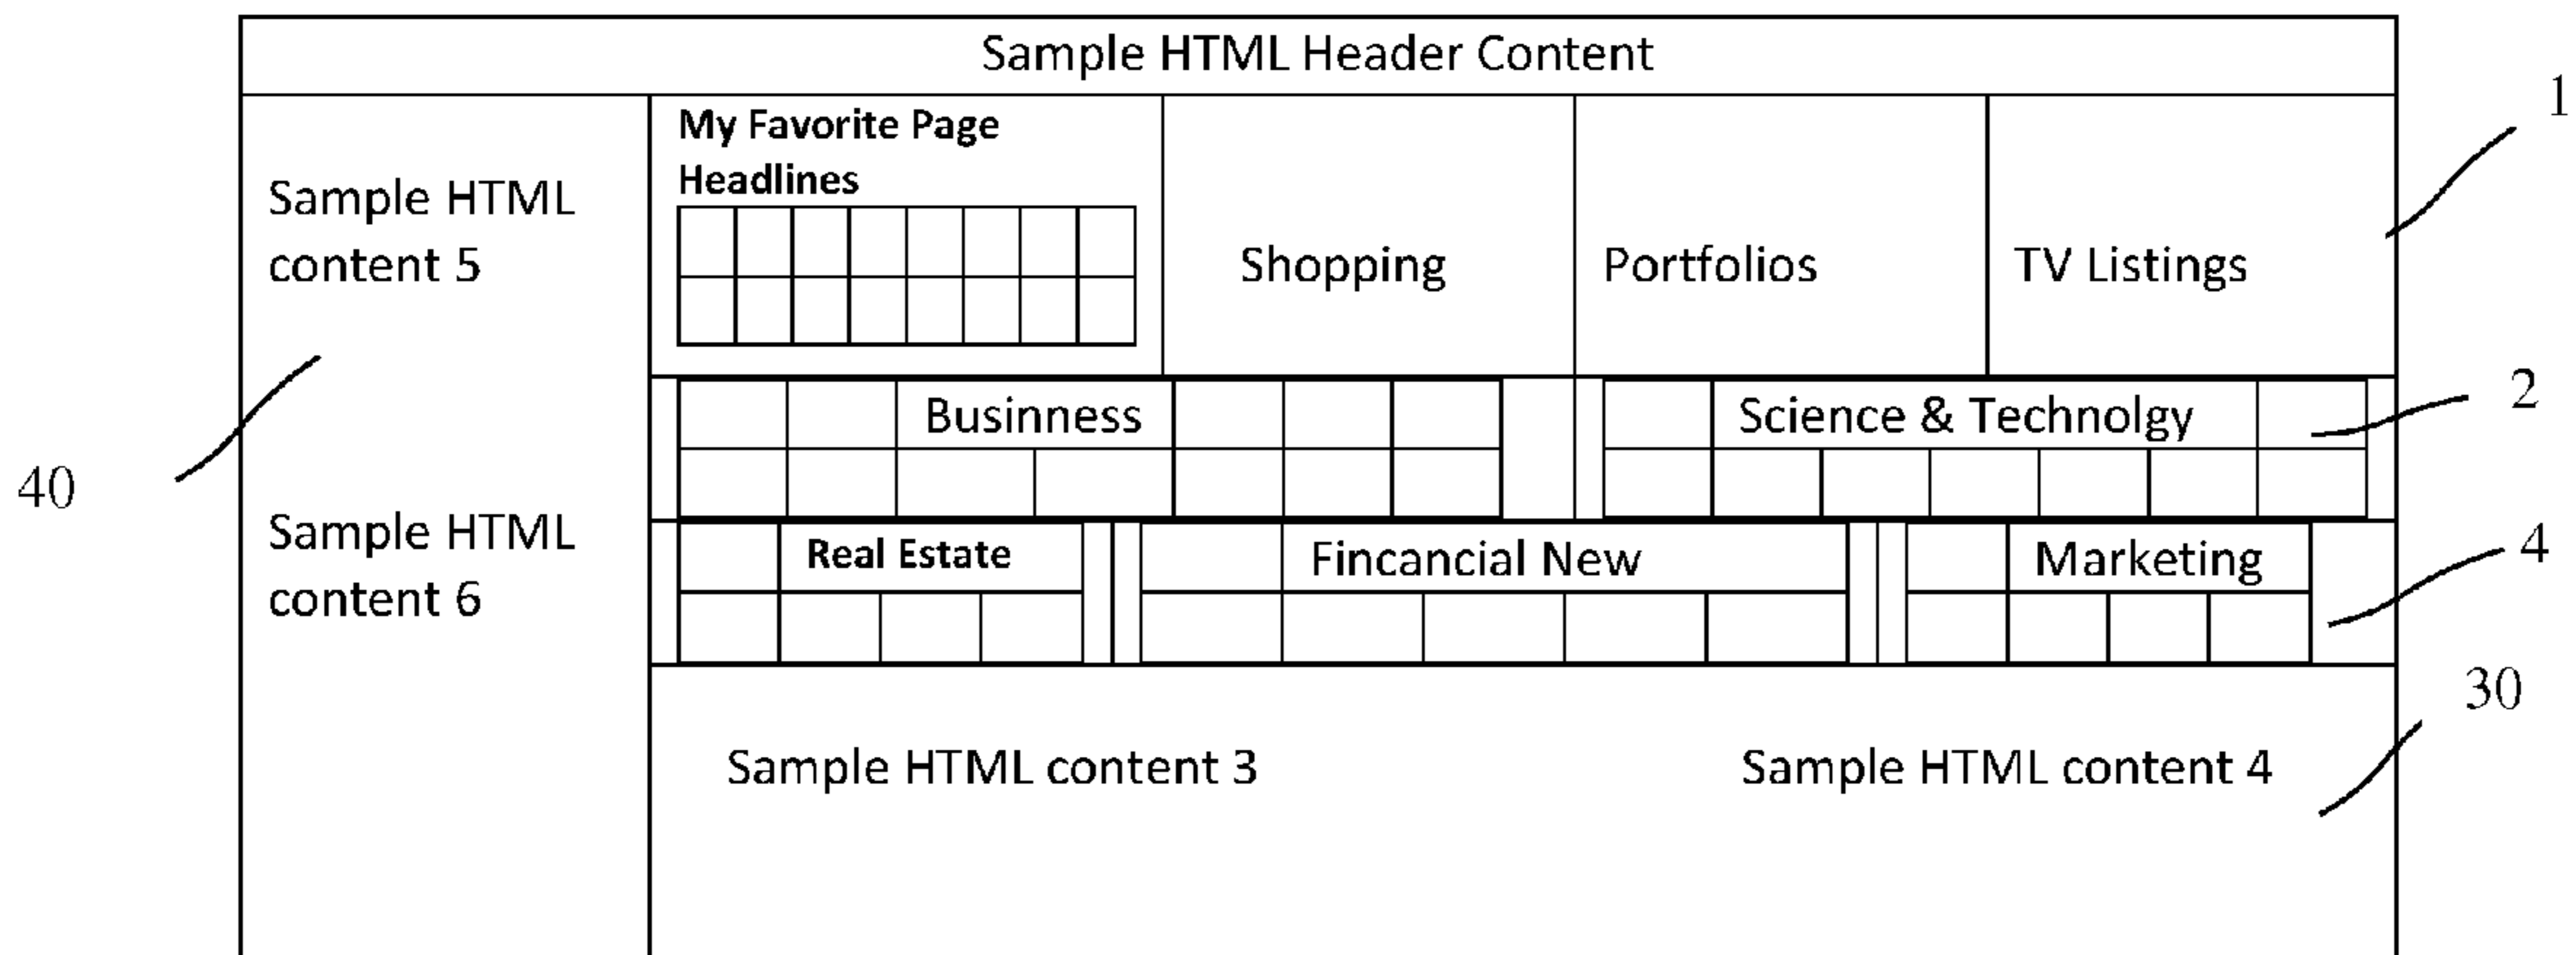 Sample HTML Header Content
1
My Favorite Page
Headlines
Sample HTML
content 5
Shopping
Portfolios
TV Listings
2
Businness
Science & Technolgy
40
Sample HTML
content 6
4
Real Estate
Fincancial New
Marketing
30
Sample HTML content 3
Sample HTML content 4